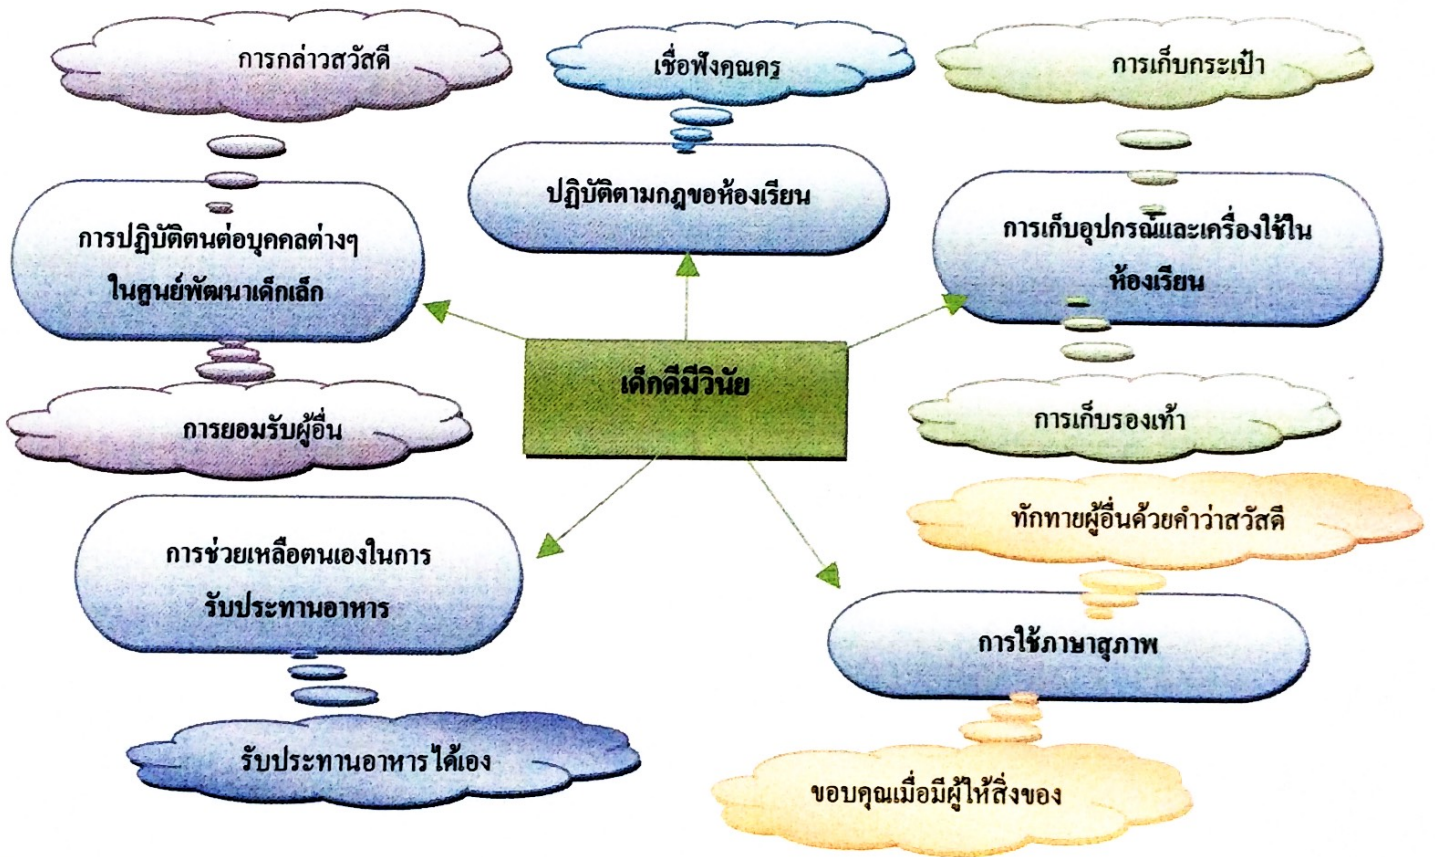 การกล่าวสวัสดี
เชื่อฟังคุณครู
การเก็บกระเป๋า
การปฏิบัติตนต่อบุคคลต่างๆ
ในศูนย์พัฒนาเด็กเล็ก
ปฏิบัติตามกฎขอห้องเรียน
การเก็บอุปกรณ์และเครื่องใช้ใน
ห้องเรียน
เด็กดีมีวินัย
การยอมรับผู้อื่น
การเก็บรองเท้า
การช่วยเหลือตนเองในการ
รับประทานอาหาร
ทักทายผู้อื่นด้วยคำว่าสวัสดี
การใช้ภาษาสุภาพ
รับประทานอาหารได้เอง
ขอบคุณเมื่อมีผู้ให้สิ่งของ